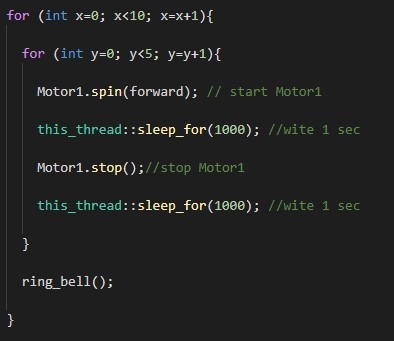 for (int x=0; x<10; x=x+1){
for (int y=0; y<5; y=y+1){
Motor1.spin(forward); // start Motor1
this_thread::sleep_for(1000); //wite 1 sec
Motor1.stop();//stop Motor1
this_thread::sleep_for(1000); //wite 1 sec
}
ring_bell();
}